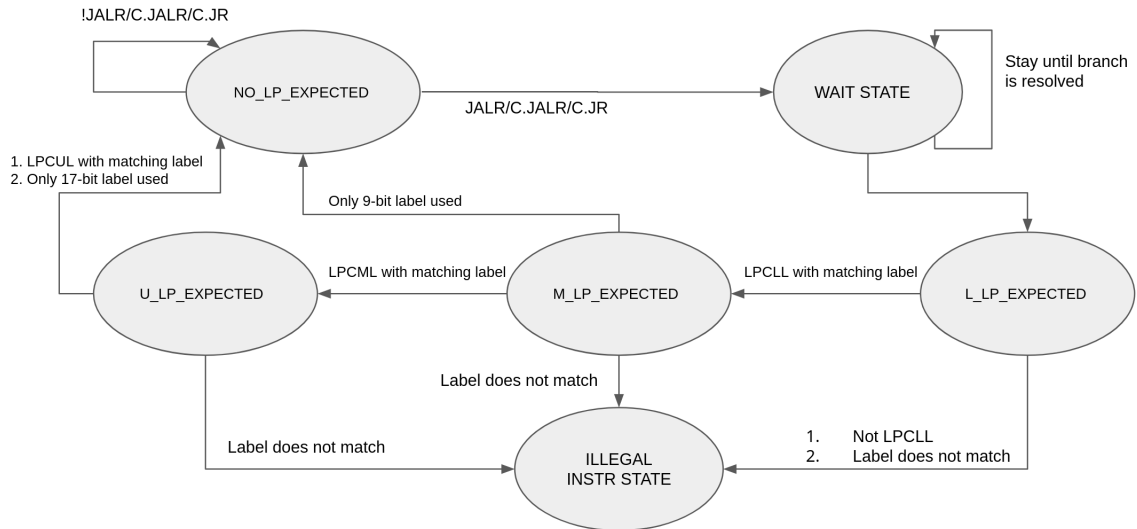 !JALR/C.JALR/C.JR
NO_LP_EXPECTED
JALR/C.JALR/C.JR
WAIT STATE
Stay until branch
is resolved
1. LPCUL with matching label
2. Only 17-bit label used
Only 9-bit label used
U_LP_EXPECTED
LPCML with matching label
M_LP_EXPECTED
LPCLL with matching label
L_LP_EXPECTED
Label does not match
Label does not match
ILLEGAL
INSTR STATE
1. Not LPCLL
2. Label does not match